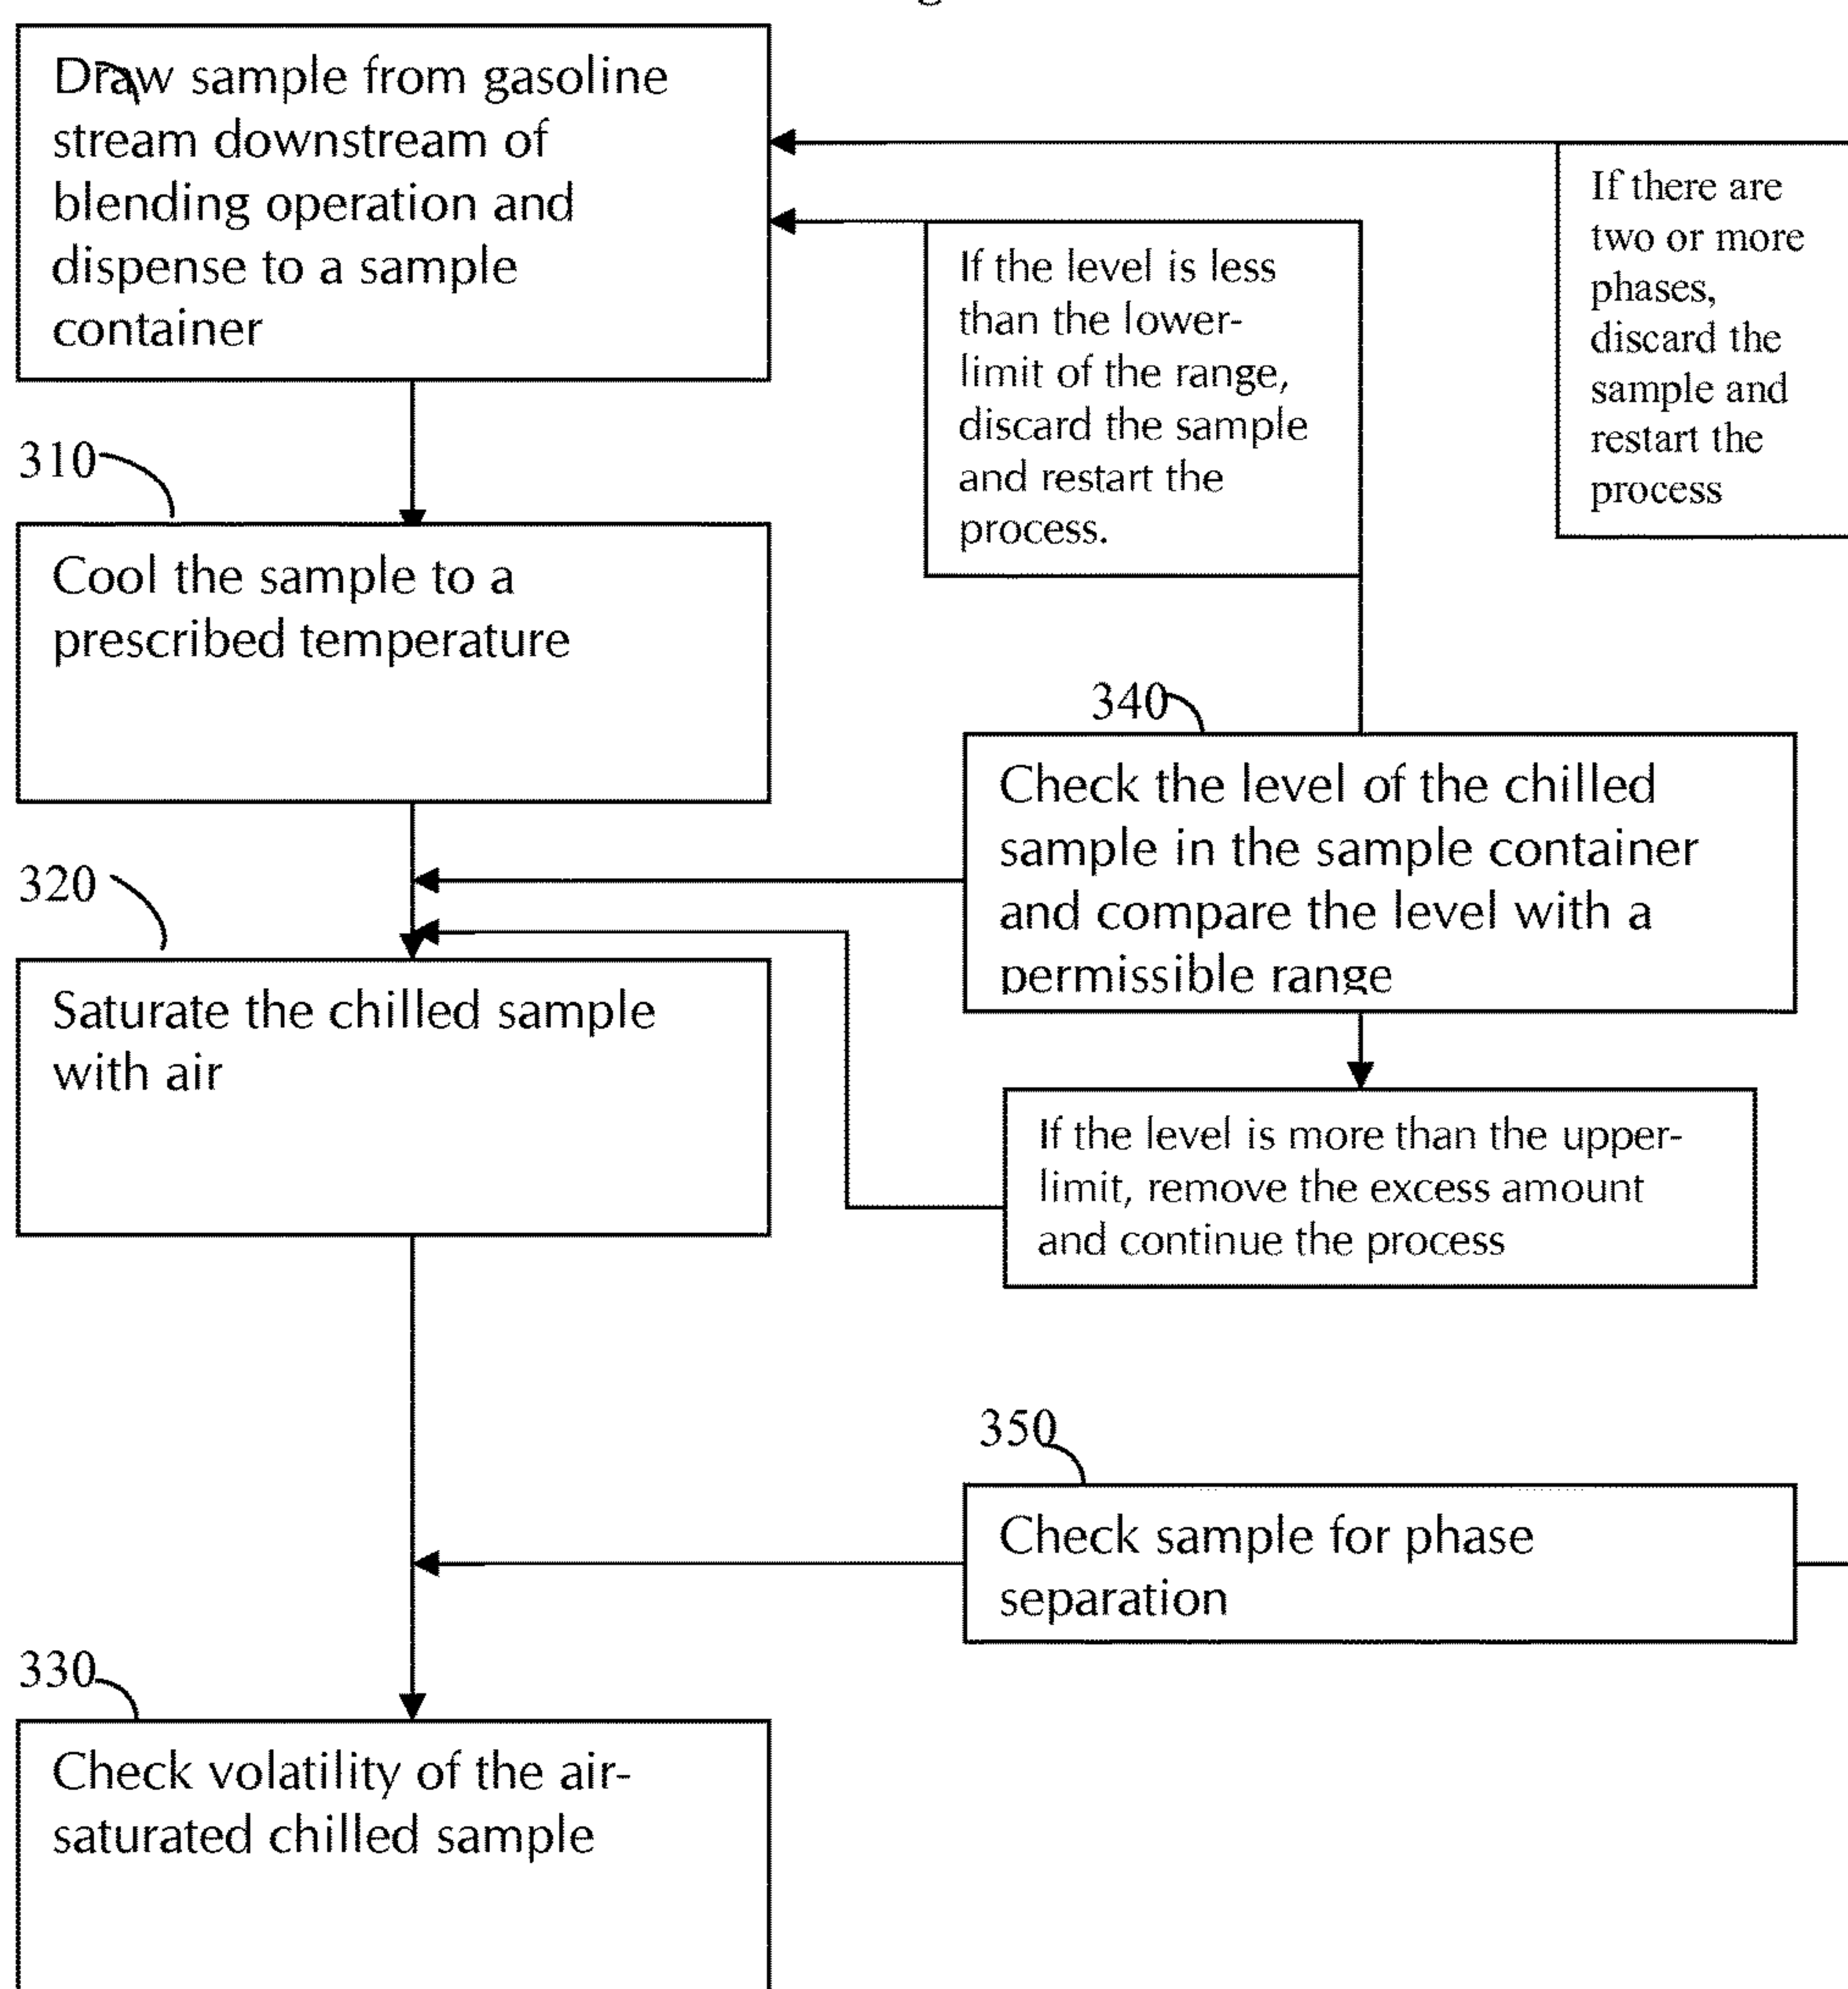 Draw sample from gasoline
stream downstream of
blending operation and
dispense to a sample
container
If there are
two or more
phases,
discard the
sample and
restart the
process
If the level is less
than the lower-
limit of the range,
discard the sample
and restart the
process.
310
Cool the sample to a
prescribed temperature
340
Check the level of the chilled
sample in the sample container
and compare the level with a
permissible range
320
Saturate the chilled sample
with air
If the level is more than the upper-
limit, remove the excess amount
and continue the process
350
Check sample for phase
separation
330
Check volatility of the air-
saturated chilled sample